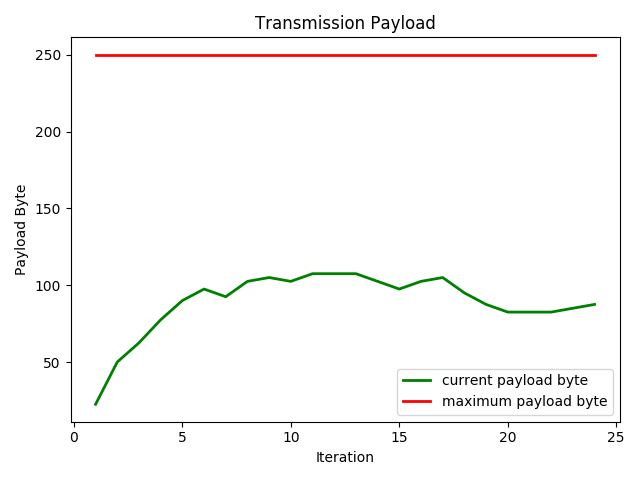 Transmission Payload
250
200
150
100
50
Payload Byte
current payload byte
maximum payload byte
0
5
10
15
20
25
Iteration